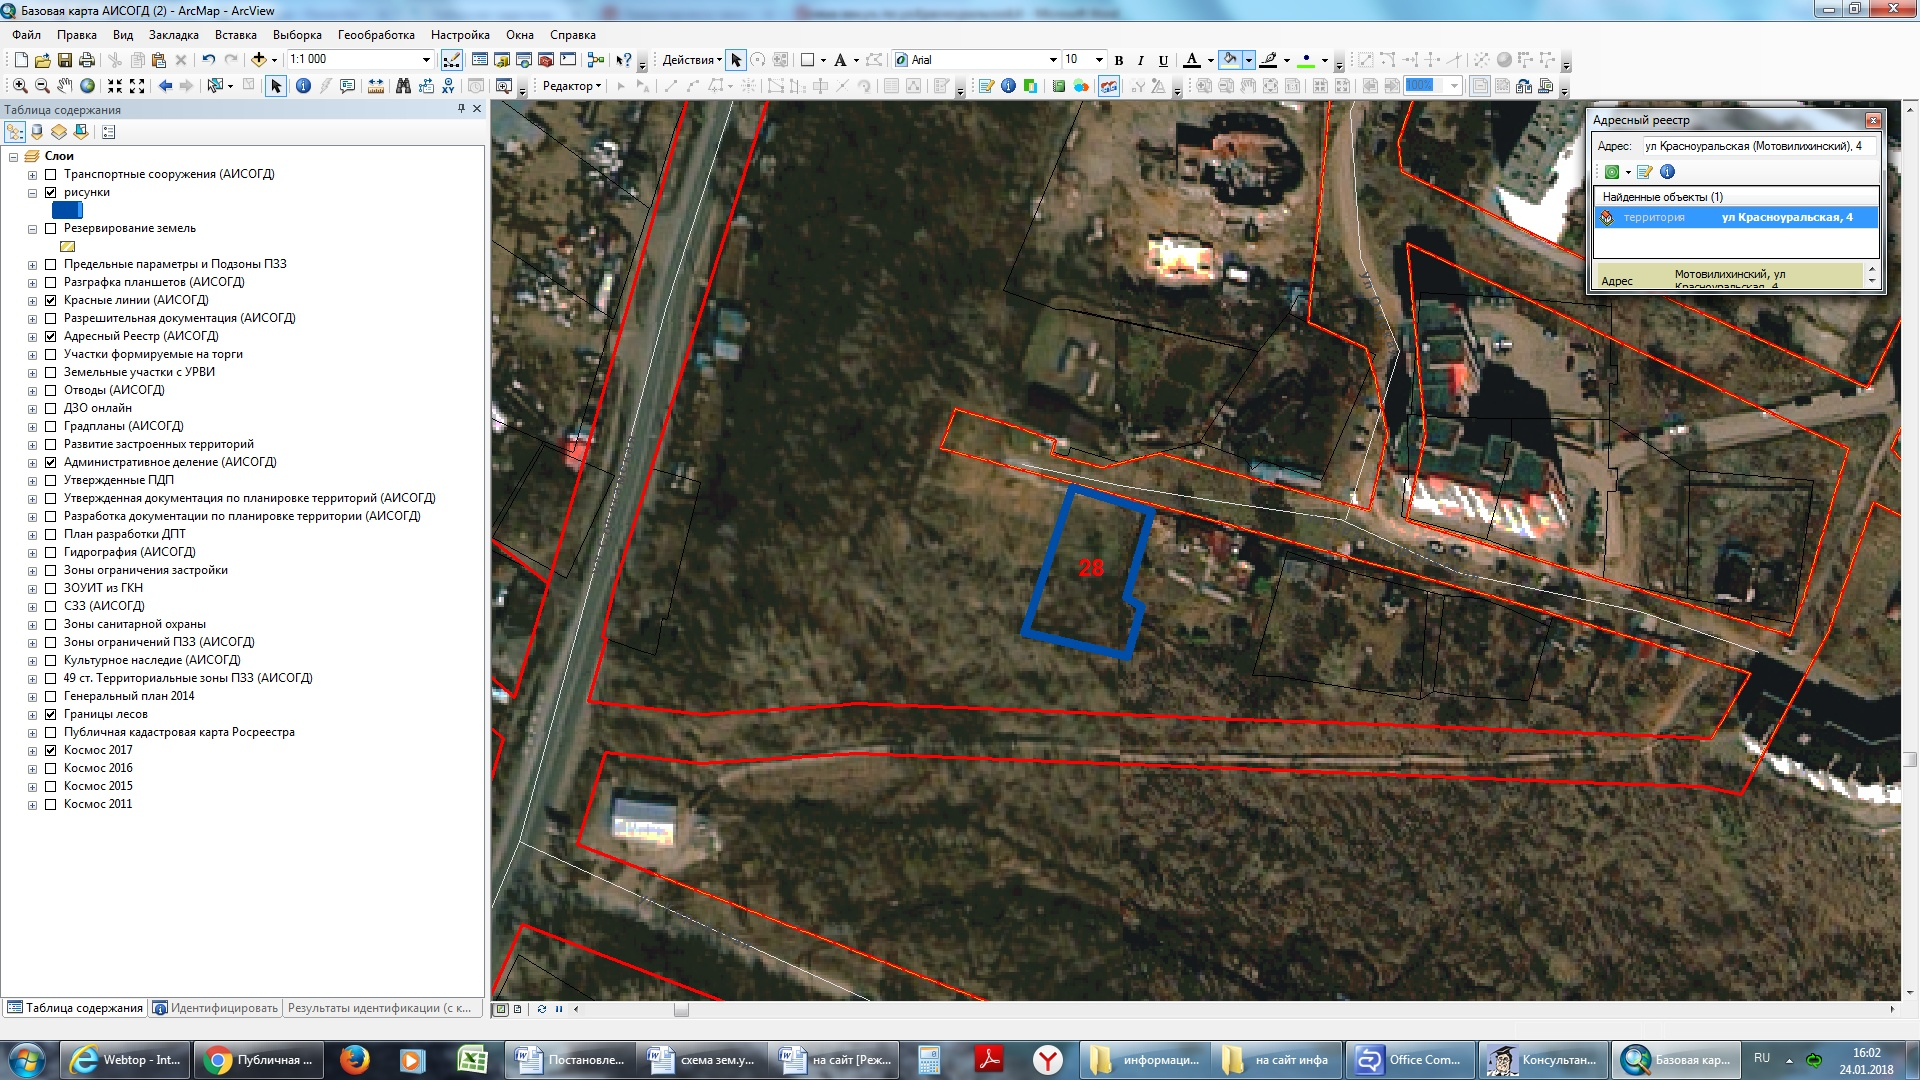 Базовая карта АИСОГД (2) - ArcMap - ArcView
Файл Правка Вид Закладка Вставка Выборка Геообработка Настройка Окна Справка
1:1 000 Действия Arial 10 B I U A
Редактор 100%
Таблица содержания
Слои
Транспортные сооружения (АИСОГД)
рисунки
Резервирование земель
Предельные параметры и Подзоны ПЗЗ
Разграфка планшетов (АИСОГД)
Красные линии (АИСОГД)
Разрешительная документация (АИСОГД)
Адресный Реестр (АИСОГД)
Участки формируемые на торги
Земельные участки с УРВИ
Отводы (АИСОГД)
ДЗО онлайн
Градпланы (АИСОГД)
Развитие застроенных территорий
Административное деление (АИСОГД)
Утвержденные ПДП
Утвержденная документация по планировке территорий (АИСОГД)
Разработка документации по планировке территории (АИСОГД)
План разработки ДПТ
Гидрография (АИСОГД)
Зоны ограничения застройки
ЗОУИТ из ГКН
СЗЗ (АИСОГД)
Зоны санитарной охраны
Зоны ограничений ПЗЗ (АИСОГД)
Культурное наследие (АИСОГД)
49 ст. Территориальные зоны ПЗЗ (АИСОГД)
Генеральный план 2014
Границы лесов
Публичная кадастровая карта Росреестра
Космос 2017
Космос 2016
Космос 2015
Космос 2011
Адресный реестр
Адрес: ул Красноуральская (Мотовилихинский), 4
Найденные объекты (1)
территория ул Красноуральская, 4
Адрес Мотовилихинский, ул
Красноуральская, 4
28
Таблица содержания Идентифицировать Результаты идентификации (с к...
Webtop - Int... Публичная ... Постановле... схема зем.у... на сайт [Реж... информаци... на сайт инфа Office Com... Консультан... Базовая кар... RU 16:02
24.01.2018